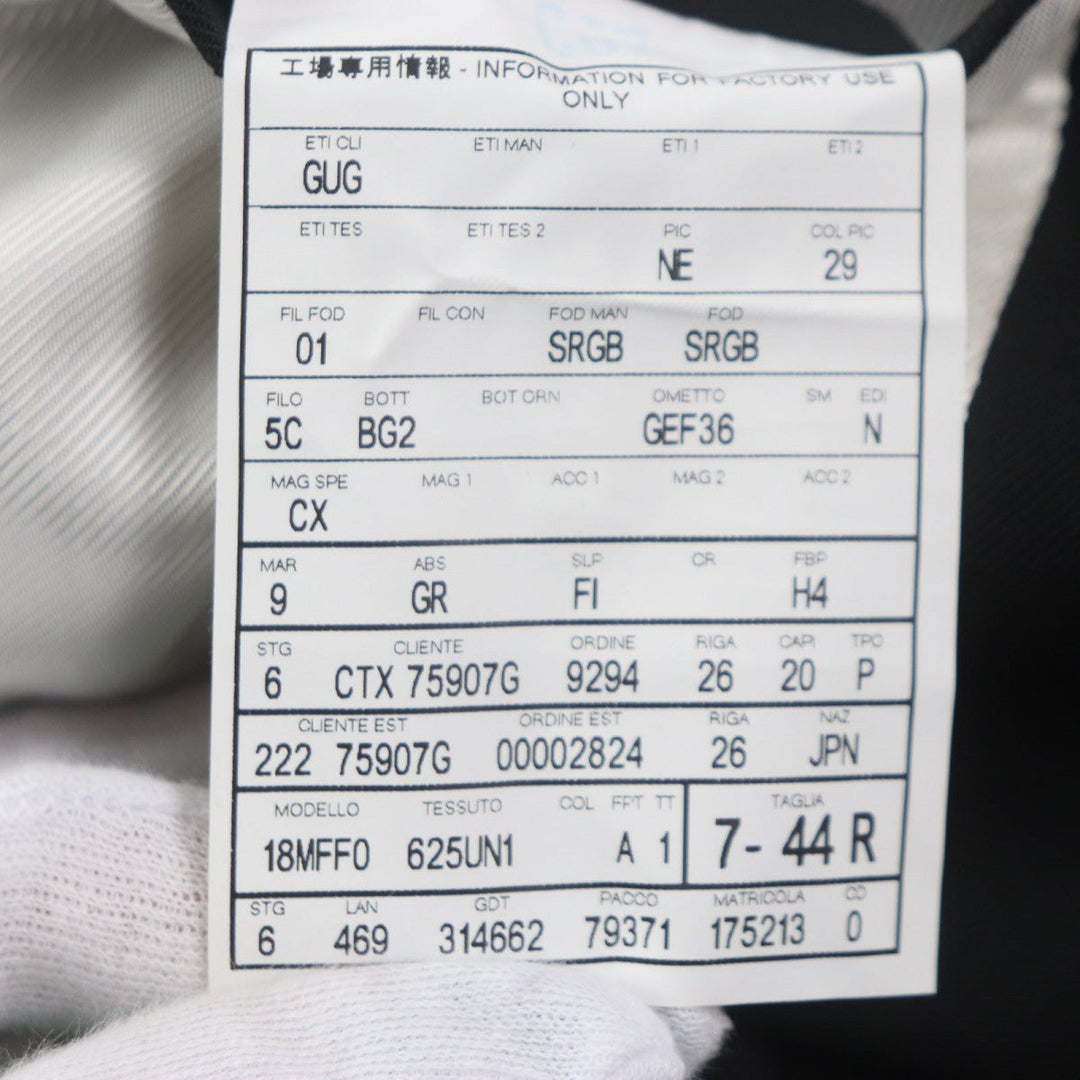 工場專用情報 - INFORMATION FOR FACTORY USE
ONLY
ETI CLI ETI MAN ETI 1 ETI 2
GUG
ETI TES ETI TES 2 PIC COL PIC
NE 29
FIL FOD FIL CON FOD MAN FOD
01 SRGB SRGB
FILO BOTT BOT ORN OMETTO SM EDI
5C BG2 GEF36 N
MAG SPE MAG 1 ACC 1 MAG 2 ACC 2
CX
MAR ABS SLP CR FBP
9 GR FI H4
STG CLIENTE ORDINE RIGA CAPI TPO
6 CTX 75907G 9294 26 20 P
CLIENTE EST ORDINE EST RIGA NAZ
222 75907G 00002824 26 JPN
MODELLO TESSUTO COL FPT TT TAGLIA
18MFF0 625UN1 A 1 7- 44 R
STG LAN GDT PACCO MATRICOLA CD
6 469 314662 79371 175213 0